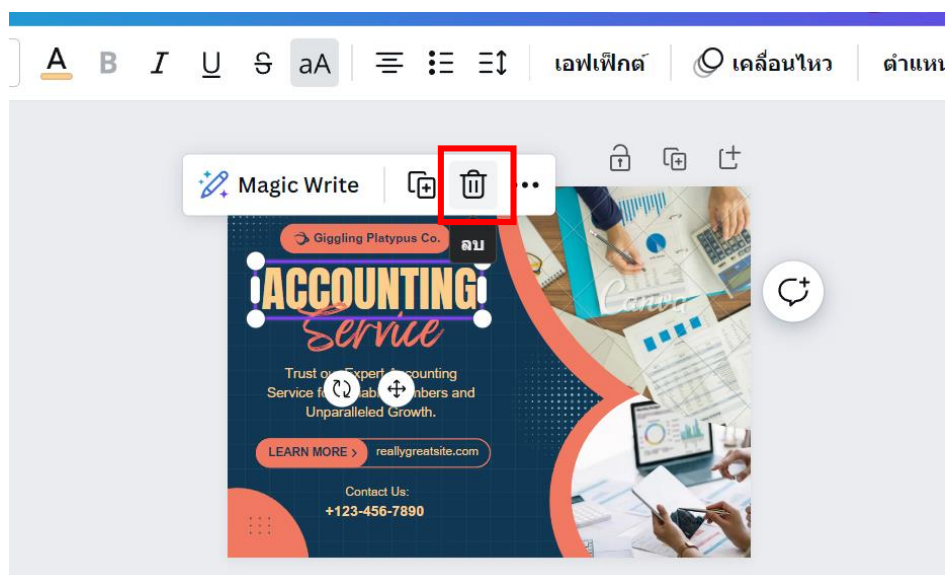 A B I U S aA เอฟเฟ็กต์ เคลื่อนไหว ตำแหน
Magic Write
ลบ
Giggling Platypus Co.
ACCOUNTING
Service
Canva
Trust our Expert Accounting
Service for Reliable Numbers and
Unparalleled Growth.
LEARN MORE > reallygreatsite.com
Contact Us:
+123-456-7890